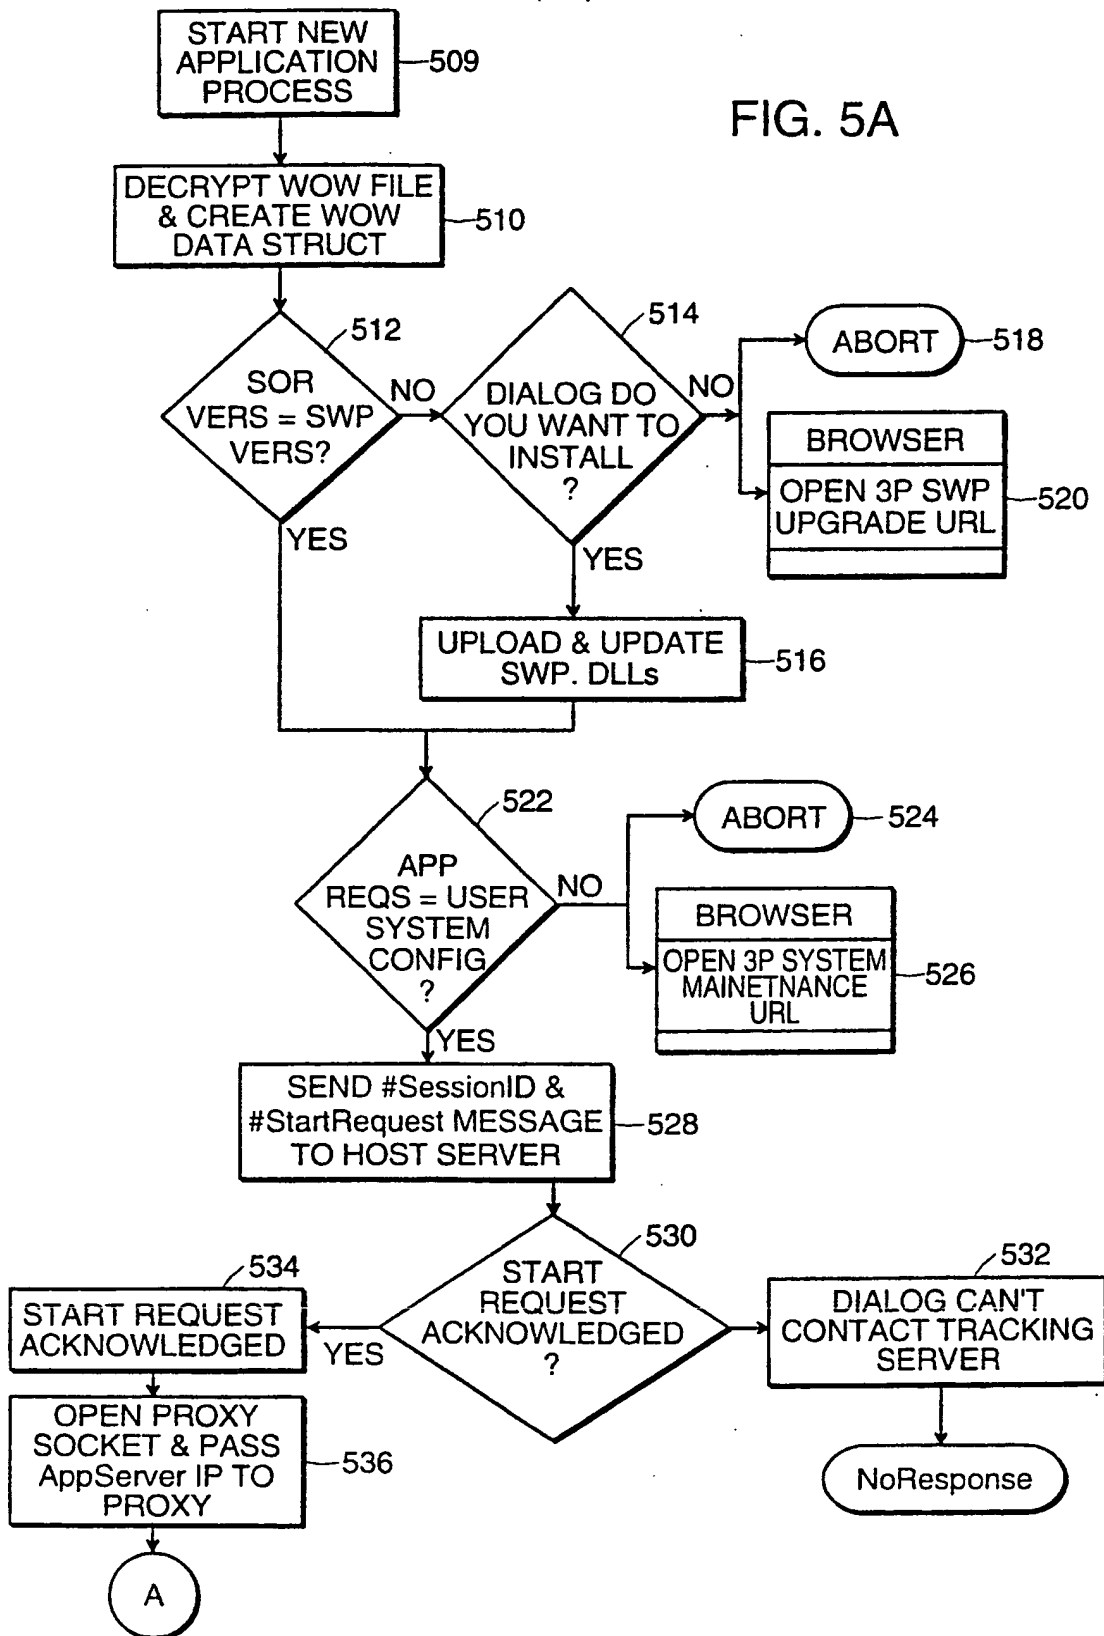 START NEW
APPLICATION
PROCESS
509
FIG. 5A
DECRYPT WOW FILE
& CREATE WOW
DATA STRUCT
510
512
SOR
VERS = SWP
VERS?
NO
YES
514
DIALOG DO
YOU WANT TO
INSTALL
?
NO
YES
ABORT
518
BROWSER
OPEN 3P SWP
UPGRADE URL
520
UPLOAD & UPDATE
SWP. DLLs
516
522
APP
REQS = USER
SYSTEM
CONFIG
?
NO
YES
ABORT
524
BROWSER
OPEN 3P SYSTEM
MAINETNANCE
URL
526
SEND #SessionID &
#StartRequest MESSAGE
TO HOST SERVER
528
530
START
REQUEST
ACKNOWLEDGED
?
YES
534
START REQUEST
ACKNOWLEDGED
532
DIALOG CAN'T
CONTACT TRACKING
SERVER
OPEN PROXY
SOCKET & PASS
AppServer IP TO
PROXY
536
NoResponse
A